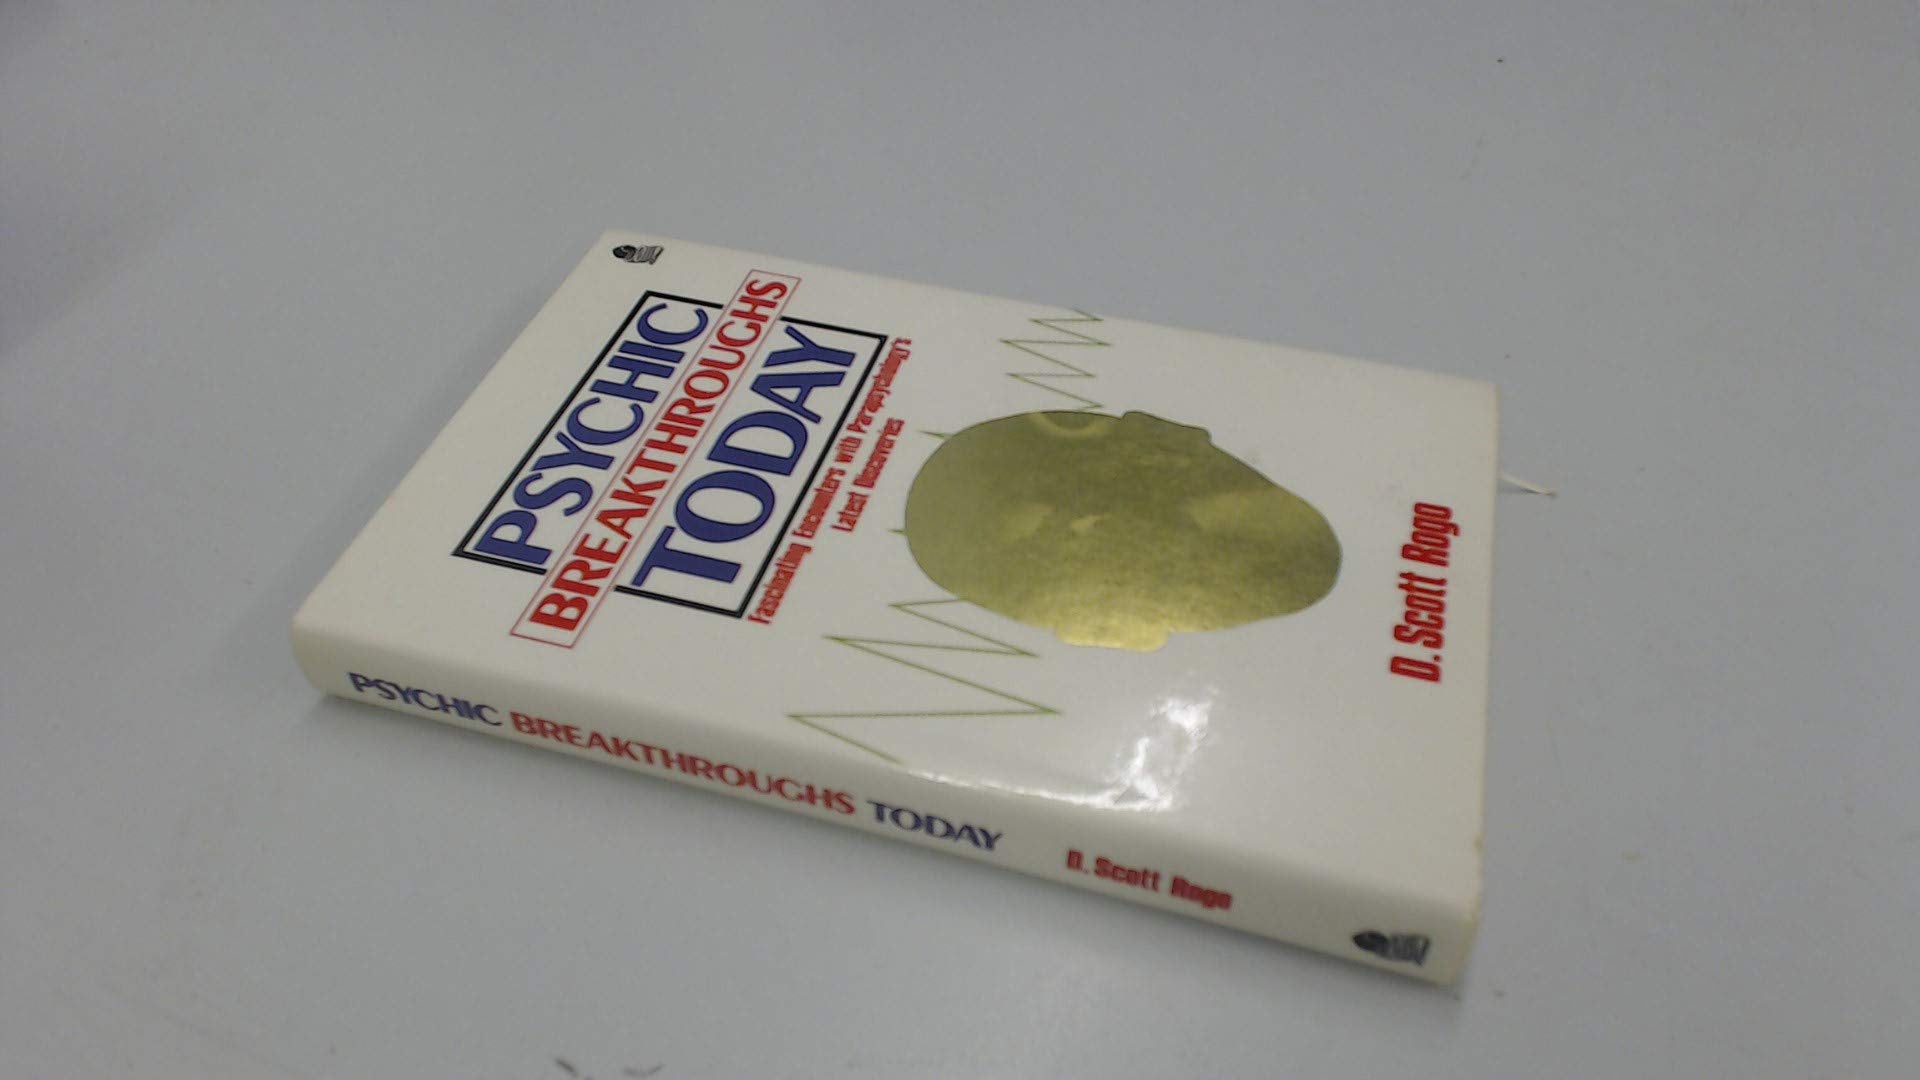 PSYCHIC
BREAKTHROUGHS
TODAY
Fascinating Encounters with Parapsychology's
Latest Discoveries
D. Scott Rogo
PSYCHIC BREAKTHROUGHS TODAY
D. Scott Rogo